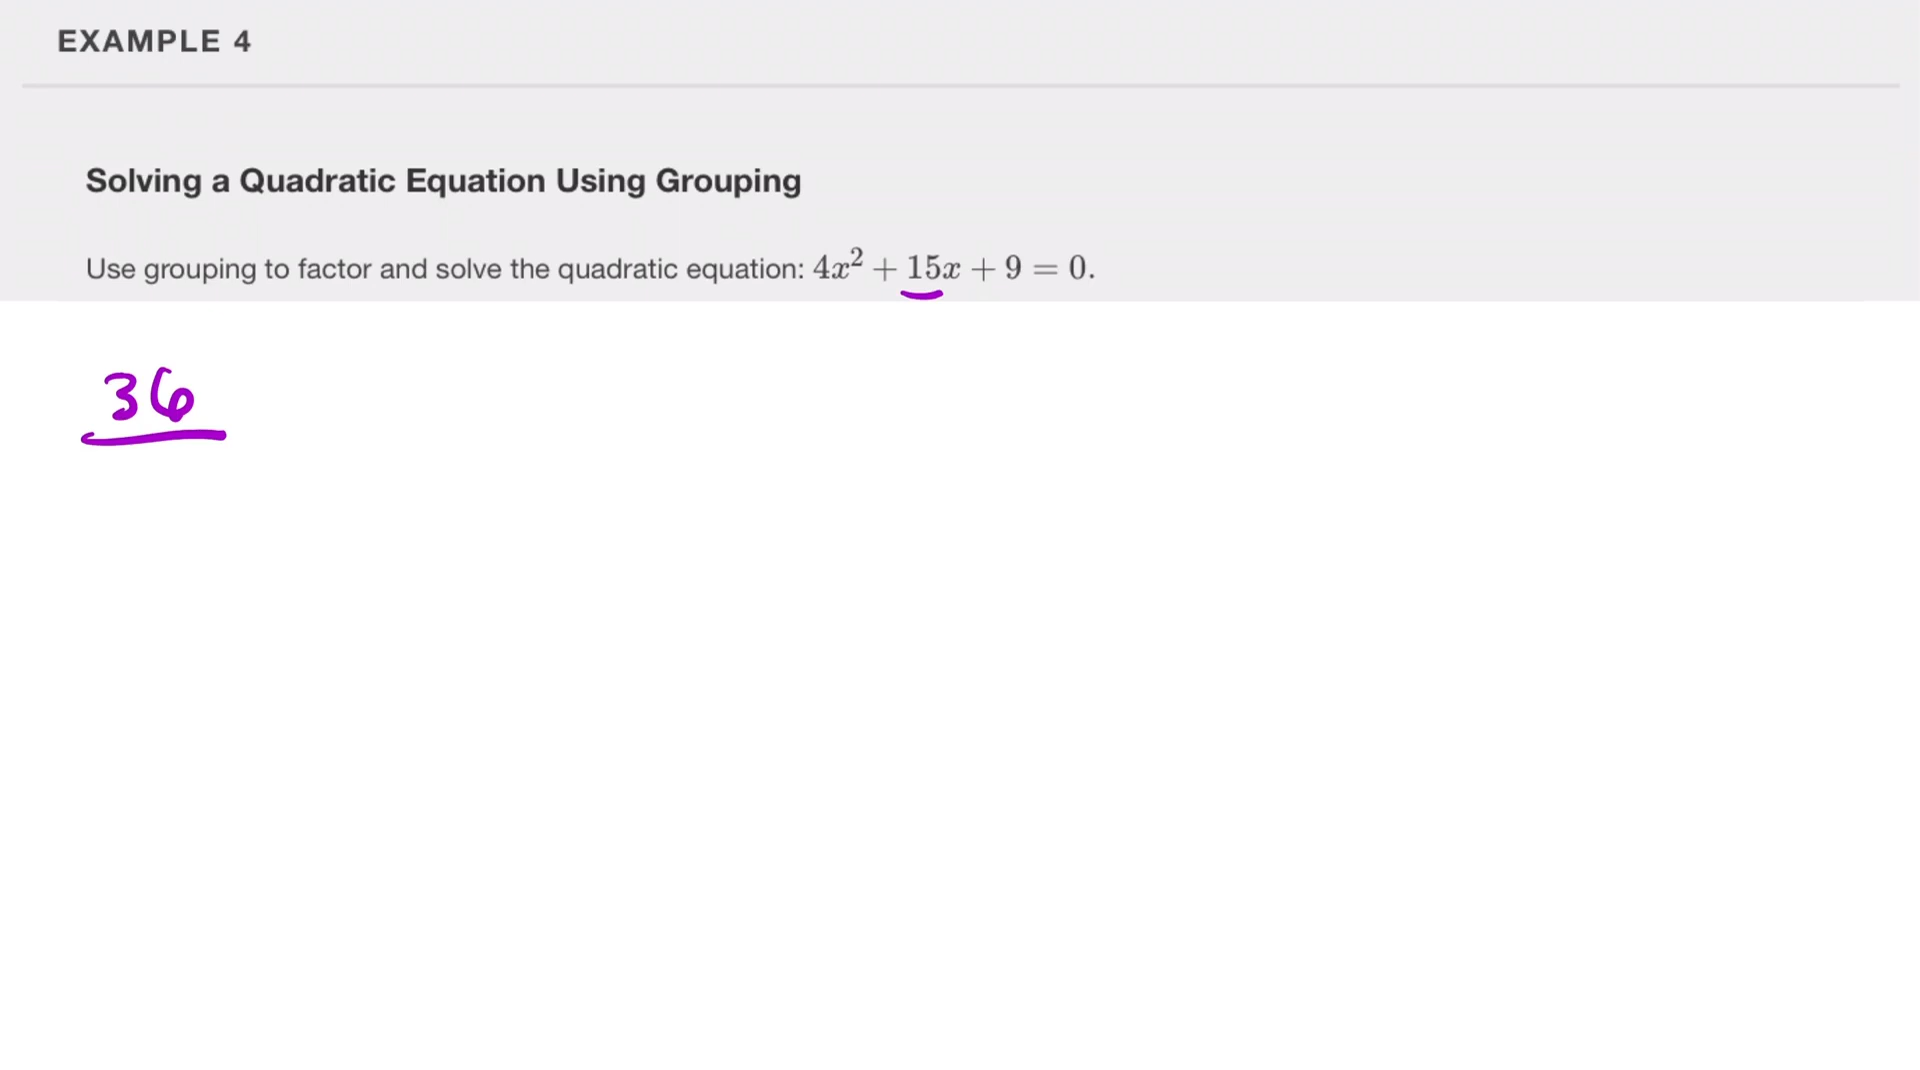 EXAMPLE 4
Solving a Quadratic Equation Using Grouping
Use grouping to factor and solve the quadratic equation: 4x² + 15x + 9 = 0.
36